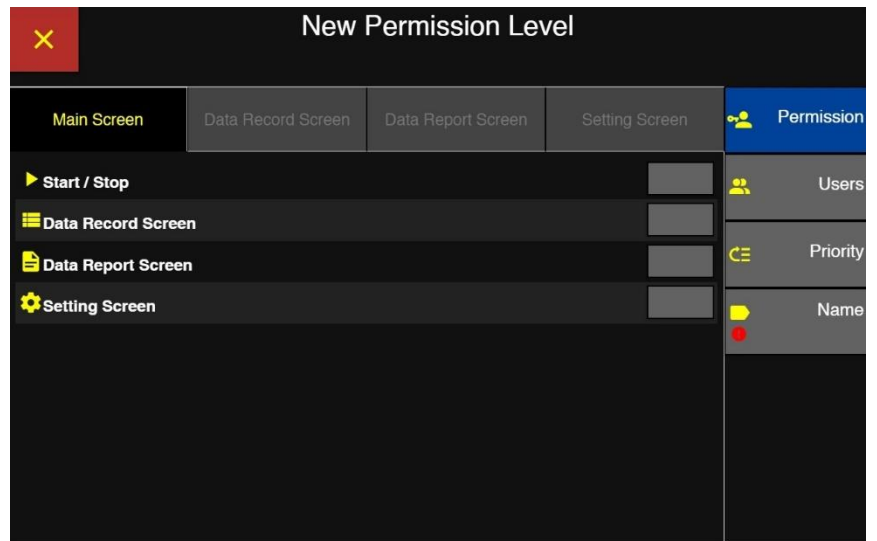 New Permission Level
Main Screen
Data Record Screen
Data Report Screen
Setting Screen
Permission
Start / Stop
Users
Data Record Screen
Data Report Screen
Priority
Setting Screen
Name